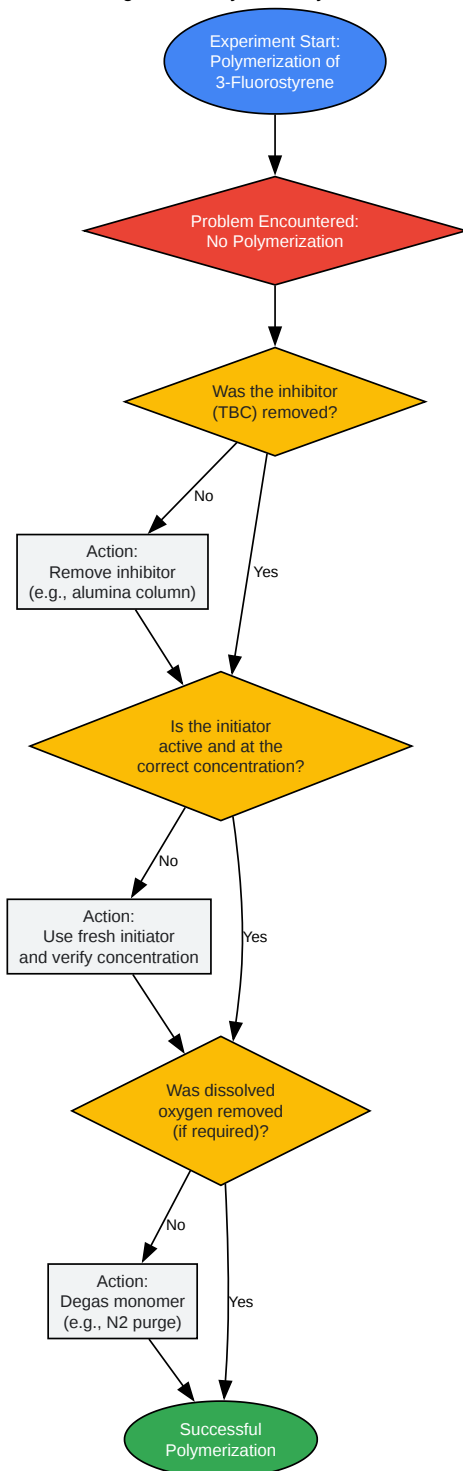 Experiment Start:
Polymerization of
3-Fluorostyrene
Problem Encountered:
No Polymerization
Was the inhibitor
(TBC) removed?
No
Yes
Action:
Remove inhibitor
(e.g., alumina column)
Is the initiator
active and at the
correct concentration?
No
Yes
Action:
Use fresh initiator
and verify concentration
Was dissolved
oxygen removed
(if required)?
No
Yes
Action:
Degas monomer
(e.g., N2 purge)
Successful
Polymerization